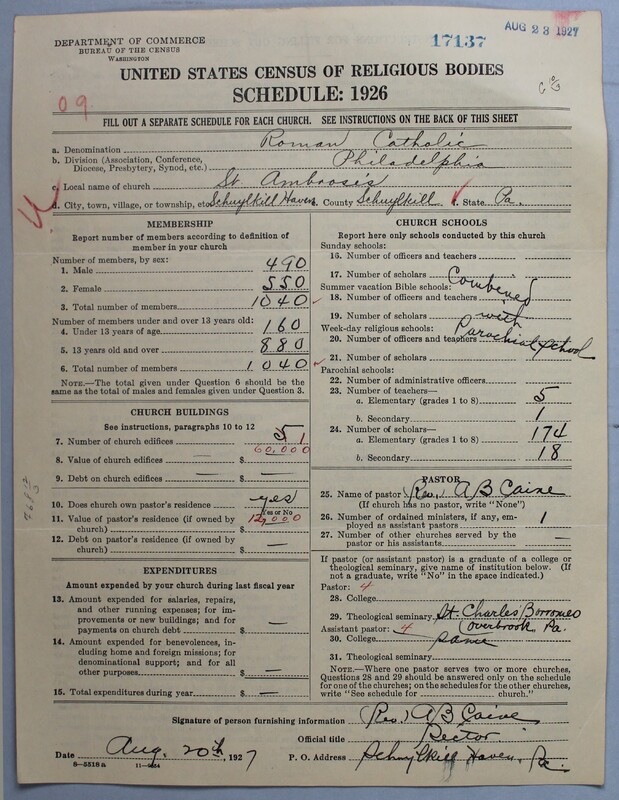 DEPARTMENT OF COMMERCE
BUREAU OF THE CENSUS
WASHINGTON
17137
AUG 23 1927
UNITED STATES CENSUS OF RELIGIOUS BODIES
SCHEDULE: 1926
09
FILL OUT A SEPARATE SCHEDULE FOR EACH CHURCH. SEE INSTRUCTIONS ON THE BACK OF THIS SHEET
a. Denomination Roman Catholic
b. Division (Association, Conference, Diocese, Presbytery, Synod, etc.) Philadelphia
c. Local name of church St. Ambrose's
d. City, town, village, or township, etc. Schuylkill Haven e. County Schuylkill f. State Pa.
MEMBERSHIP
Report number of members according to definition of
member in your church
Number of members, by sex:
1. Male 490
2. Female 550
3. Total number of members 1040
Number of members under and over 13 years old:
4. Under 13 years of age 160
5. 13 years old and over 880
6. Total number of members 1040
NOTE.—The total given under Question 6 should be the
same as the total of males and females given under Question 3.
CHURCH BUILDINGS
See instructions, paragraphs 10 to 12
7. Number of church edifices 5 1
8. Value of church edifices $ 60,000
9. Debt on church edifices — $ —
10. Does church own pastor's residence? yes
Yes or No
11. Value of pastor's residence (if owned by
church) $ 12,000
12. Debt on pastor's residence (if owned by
church) $ —
EXPENDITURES
Amount expended by your church during last fiscal year
13. Amount expended for salaries, repairs,
and other running expenses; for im-
provements or new buildings; and for
payments on church debt $ —
14. Amount expended for benevolences, in-
cluding home and foreign missions; for
denominational support; and for all
other purposes $ —
15. Total expenditures during year $ —
CHURCH SCHOOLS
Report here only schools conducted by this church
Sunday schools:
16. Number of officers and teachers
17. Number of scholars Combined
Summer vacation Bible schools:
18. Number of officers and teachers
19. Number of scholars with
Week-day religious schools:
20. Number of officers and teachers Parochial school
21. Number of scholars
Parochial schools:
22. Number of administrative officers
23. Number of teachers—
a. Elementary (grades 1 to 8) 5
b. Secondary 1
24. Number of scholars—
a. Elementary (grades 1 to 8) 174
b. Secondary 18
PASTOR
25. Name of pastor (Rev.) A B Caine
(If church has no pastor, write "None")
26. Number of ordained ministers, if any, em-
ployed as assistant pastors 1
27. Number of other churches served by the
pastor or his assistants —
If pastor (or assistant pastor) is a graduate of a college or
theological seminary, give name of institution below. (If
not a graduate, write "No" in the space indicated.)
Pastor: 4
28. College
29. Theological seminary St. Charles Borromeo
Overbrook, Pa.
Assistant pastor: 4
30. College same
31. Theological seminary
NOTE.—Where one pastor serves two or more churches,
Questions 28 and 29 should be answered only on the schedule
for one of the churches; on the schedules for the other churches,
write "See schedule for church."
Signature of person furnishing information (Rev.) A B Caine
Official title Rector
Date Aug. 20th, 1927 P. O. Address Schuylkill Haven, Pa.
8—5518a 11—9454